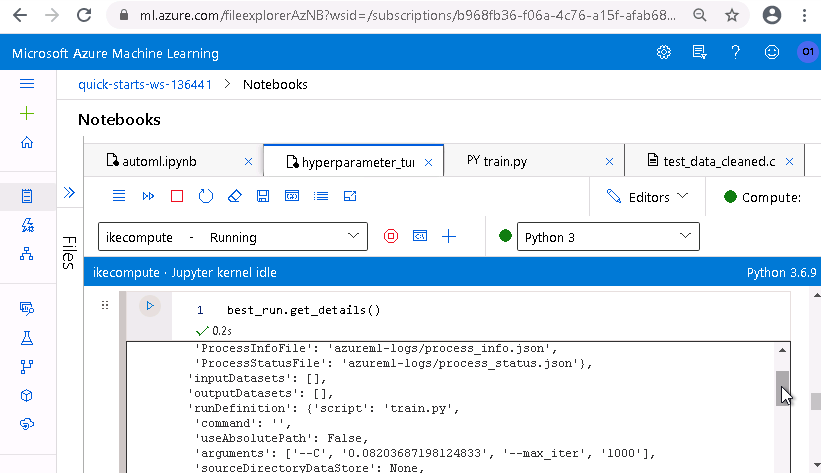 ml.azure.com/fileexplorerAzNB?wsid=/subscriptions/b968fb36-f06a-4c76-a15f-afab68...
Microsoft Azure Machine Learning
01
quick-starts-ws-136441 > Notebooks
Notebooks
automl.ipynb
hyperparameter_tur
PY train.py
test_data_cleaned.c
Editors
Compute:
Files
ikecompute - Running
Python 3
ikecompute · Jupyter kernel idle
Python 3.6.9
1 best_run.get_details()
0.2s
'ProcessInfoFile': 'azureml-logs/process_info.json',
'ProcessStatusFile': 'azureml-logs/process_status.json'},
'inputDatasets': [],
'outputDatasets': [],
'runDefinition': {'script': 'train.py',
'command': '',
'useAbsolutePath': False,
'arguments': ['--C', '0.08203687198124833', '--max_iter', '1000'],
'sourceDirectoryDataStore': None,